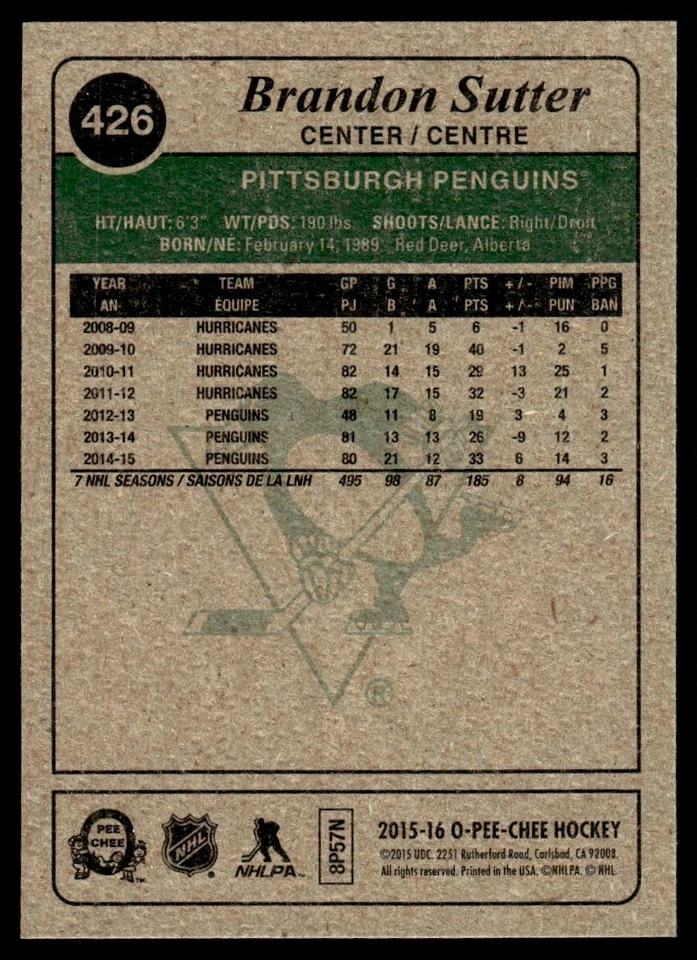 426
Brandon Sutter
CENTER / CENTRE
PITTSBURGH PENGUINS
HT/HAUT: 6'3" WT/PDS: 190 lbs SHOOTS/LANCE: Right/Droit
BORN/NÉ: February 14, 1989 Red Deer, Alberta
YEAR TEAM GP G A PTS +/- PIM PPG
AN ÉQUIPE PJ B A PTS +/- PUN BAN
2008-09 HURRICANES 50 1 5 6 -1 16 0
2009-10 HURRICANES 72 21 19 40 -1 2 5
2010-11 HURRICANES 82 14 15 29 13 25 1
2011-12 HURRICANES 82 17 15 32 -3 21 2
2012-13 PENGUINS 48 11 8 19 3 4 3
2013-14 PENGUINS 81 13 13 26 -9 12 2
2014-15 PENGUINS 80 21 12 33 6 14 3
7 NHL SEASONS / SAISONS DE LA LNH 495 98 87 185 8 94 16
®
PEE
CHEE
™
NHL
®
NHLPA™
8P57N
2015-16 O-PEE-CHEE HOCKEY
©2015 UDC. 2251 Rutherford Road, Carlsbad, CA 92008.
All rights reserved. Printed in the USA. ©NHLPA. © NHL.